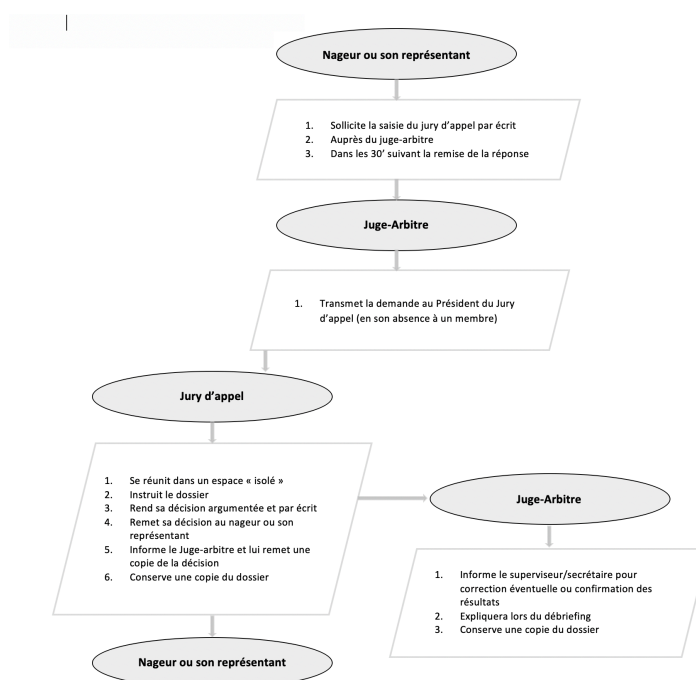 Nageur ou son représentant
1. Sollicite la saisie du jury d'appel par écrit
2. Auprès du juge-arbitre
3. Dans les 30' suivant la remise de la réponse
Juge-Arbitre
1. Transmet la demande au Président du Jury
d'appel (en son absence à un membre)
Jury d'appel
1. Se réunit dans un espace « isolé »
2. Instruit le dossier
3. Rend sa décision argumentée et par écrit
4. Remet sa décision au nageur ou son
représentant
5. Informe le Juge-arbitre et lui remet une
copie de la décision
6. Conserve une copie du dossier
Juge-Arbitre
1. Informe le superviseur/secrétaire pour
correction éventuelle ou confirmation des
résultats
2. Expliquera lors du débriefing
3. Conserve une copie du dossier
Nageur ou son représentant